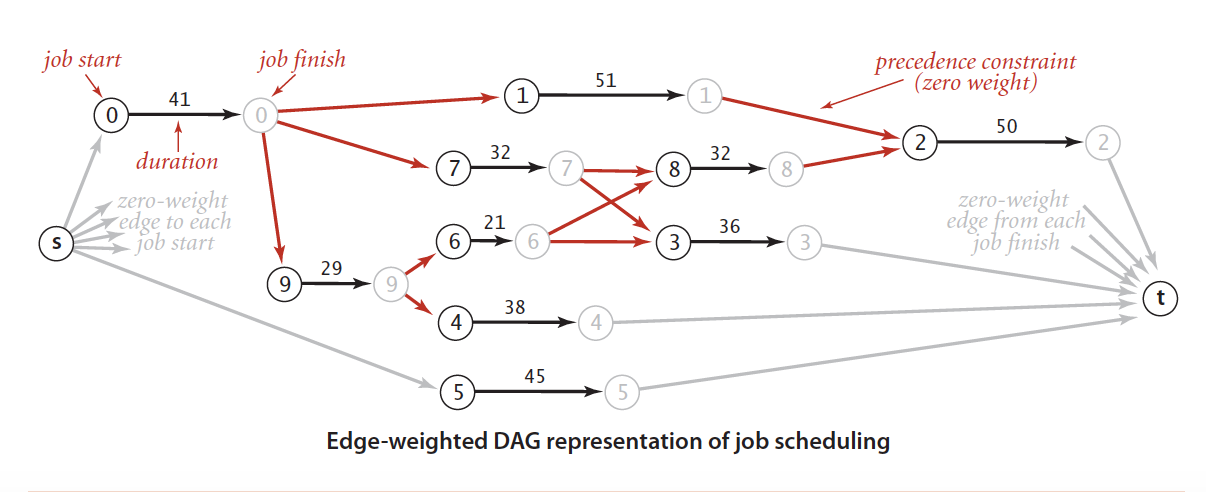 job start
job finish
precedence constraint
(zero weight)
0
41
0
duration
1
51
1
2
50
2
7
32
7
8
32
8
zero-weight
edge to each
job start
s
zero-weight
edge from each
job finish
6
21
6
3
36
3
9
29
9
t
4
38
4
5
45
5
Edge-weighted DAG representation of job scheduling